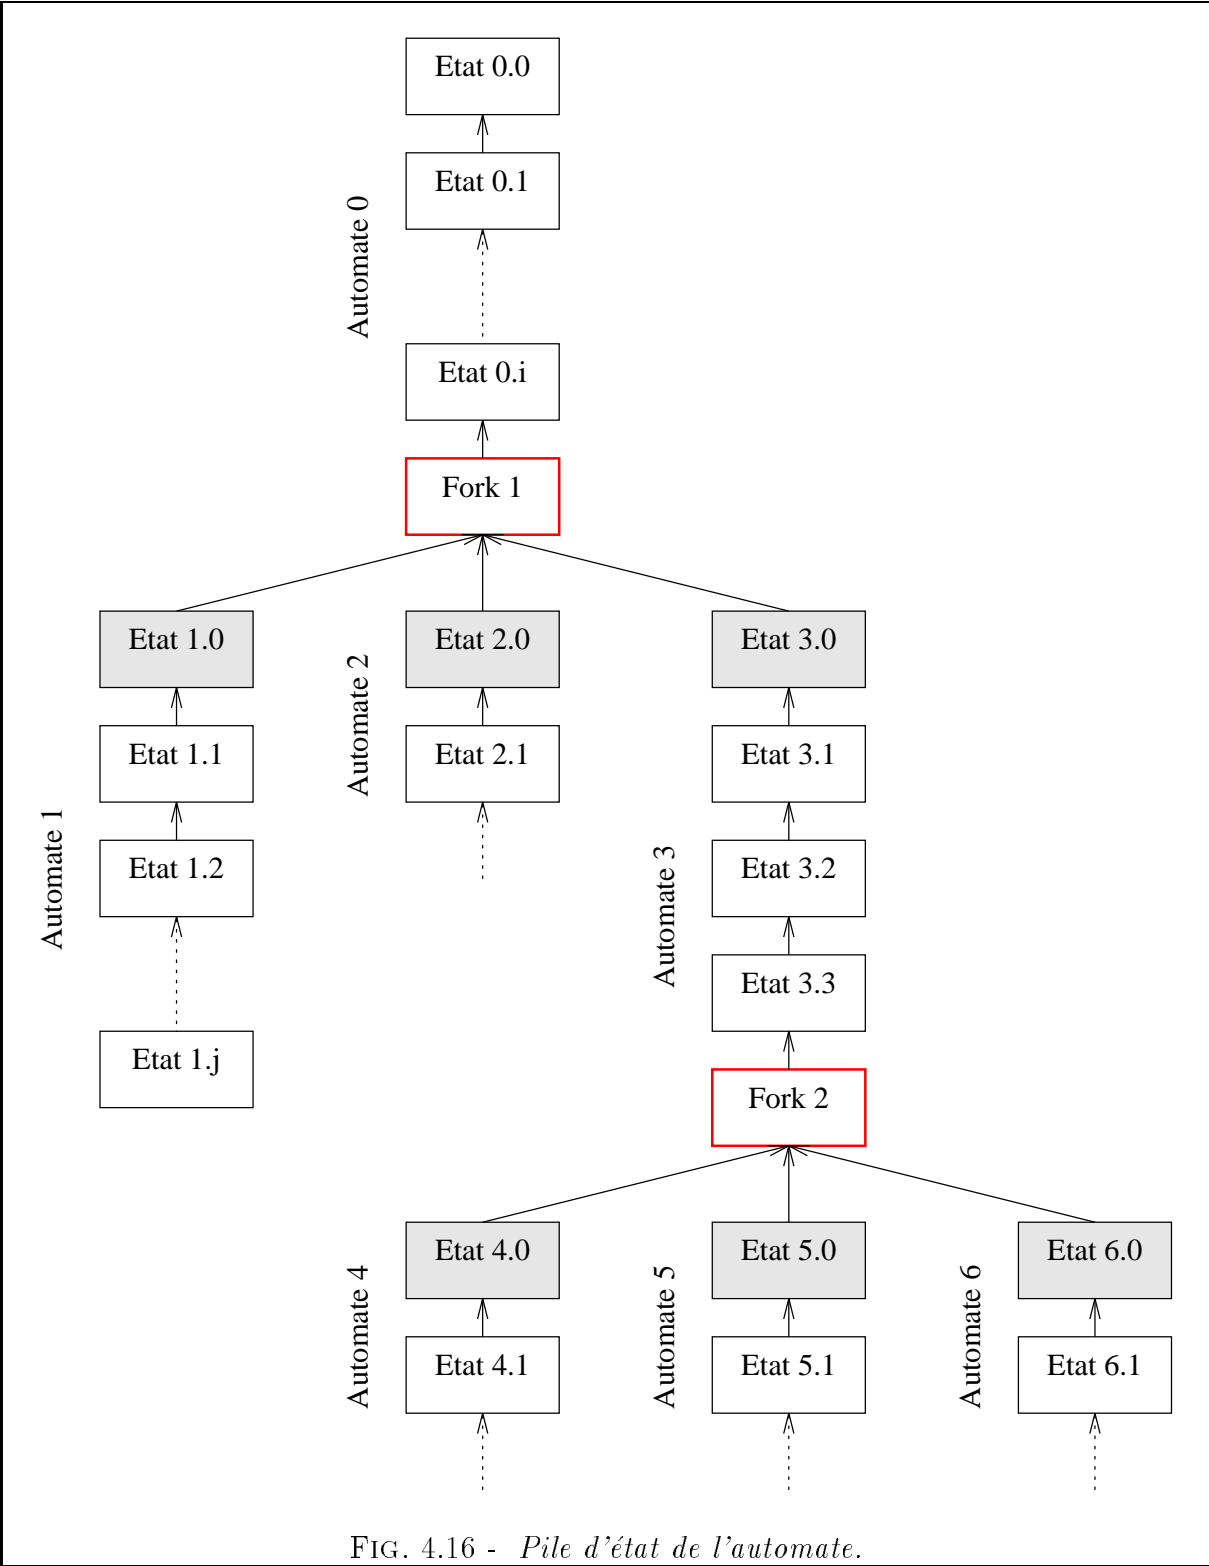 Etat 0.0
Etat 0.1
Automate 0
Etat 0.i
Fork 1
Etat 1.0
Etat 2.0
Etat 3.0
Automate 2
Etat 1.1
Etat 2.1
Etat 3.1
Automate 1
Etat 1.2
Automate 3
Etat 3.2
Etat 3.3
Etat 1.j
Fork 2
Etat 4.0
Etat 5.0
Etat 6.0
Automate 4
Automate 5
Automate 6
Etat 4.1
Etat 5.1
Etat 6.1
FIG. 4.16 - Pile d'état de l'automate.